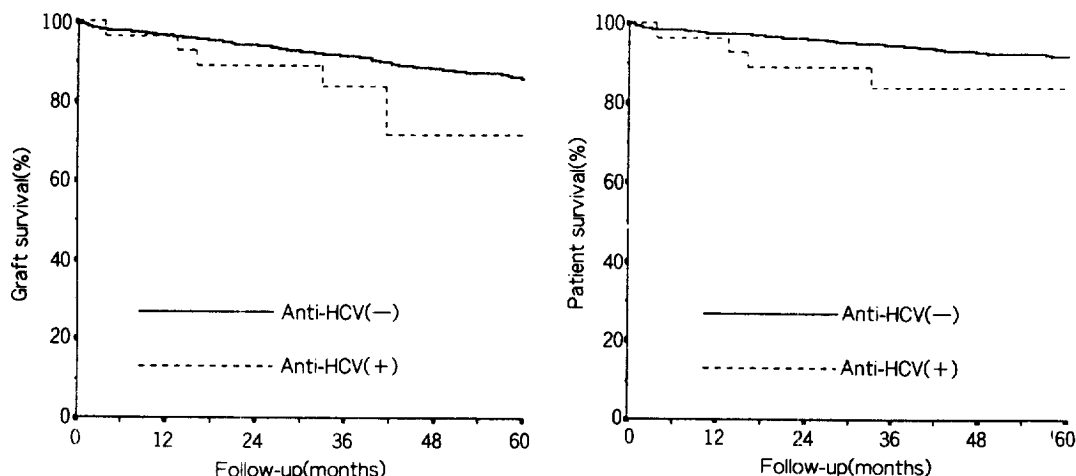 100
80
60
40
20
0
Graft survival(%)
Anti-HCV(—)
Anti-HCV(+)
0 12 24 36 48 60
Follow-up(months)
100
80
60
40
20
0
Patient survival(%)
Anti-HCV(—)
Anti-HCV(+)
0 12 24 36 48 60
Follow-up(months)